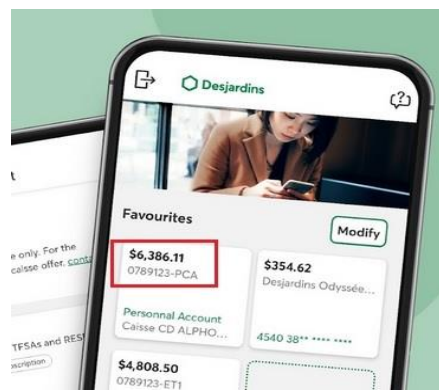 Desjardins
Favourites
Modify
$6,386.11
0789123-PCA
Personnal Account
Caisse CD ALPHO...
$354.62
Desjardins Odyssée...
4540 38** **** ****
$4,808.50
0789123-ET1
e only. For the
caisse offer,
TFSAs and